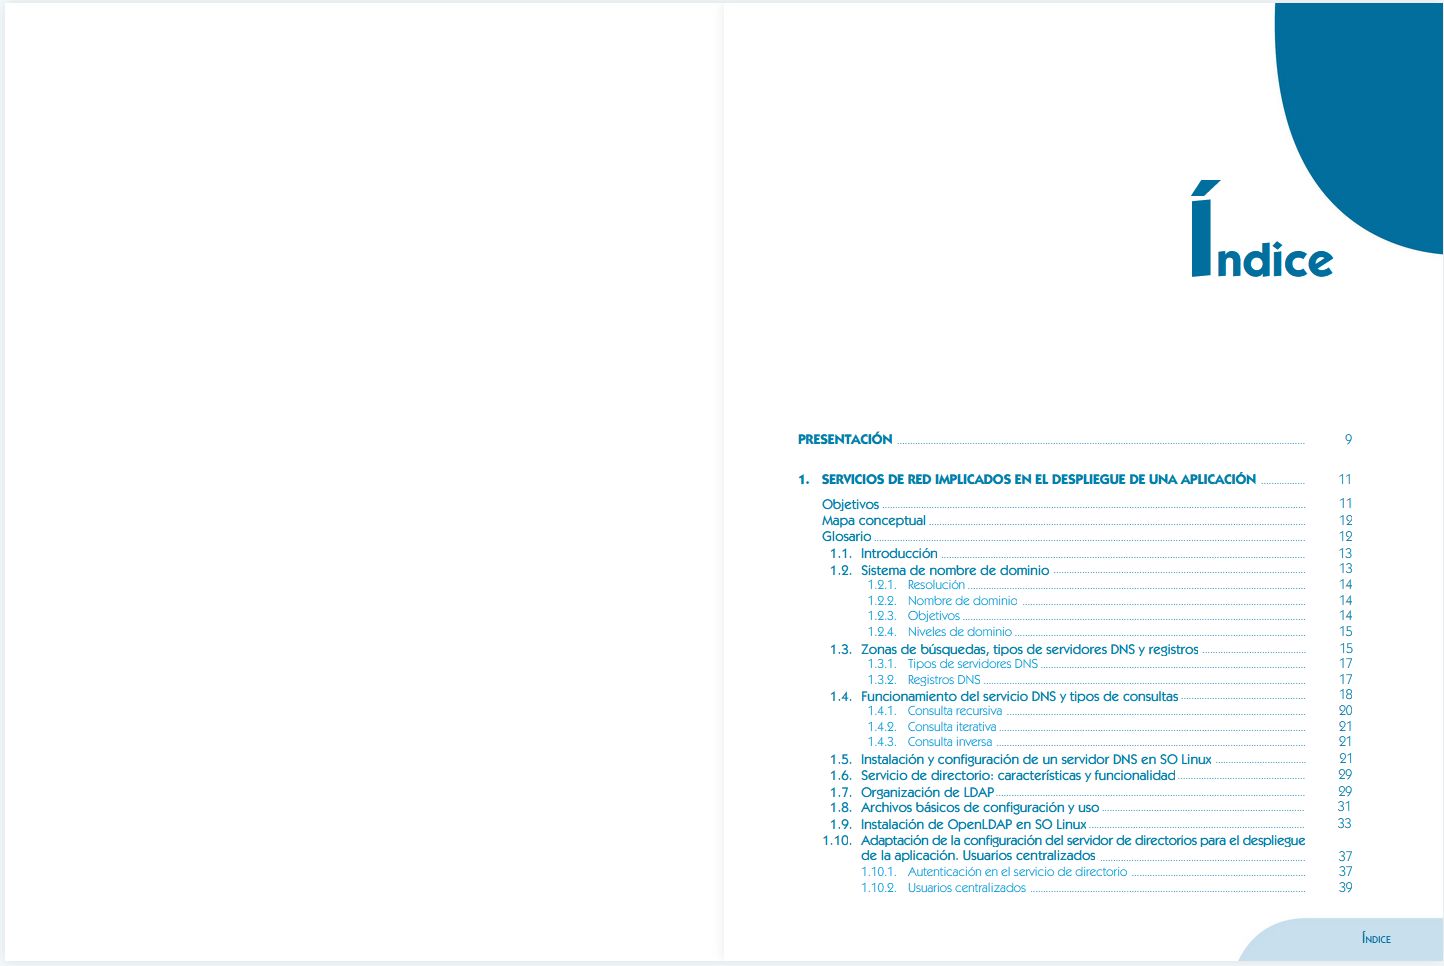 Índice
PRESENTACIÓN 9
1. SERVICIOS DE RED IMPLICADOS EN EL DESPLIEGUE DE UNA APLICACIÓN 11
Objetivos 11
Mapa conceptual 12
Glosario 12
1.1. Introducción 13
1.2. Sistema de nombre de dominio 13
1.2.1. Resolución 14
1.2.2. Nombre de dominio 14
1.2.3. Objetivos 14
1.2.4. Niveles de dominio 15
1.3. Zonas de búsquedas, tipos de servidores DNS y registros 15
1.3.1. Tipos de servidores DNS 17
1.3.2. Registros DNS 17
1.4. Funcionamiento del servicio DNS y tipos de consultas 18
1.4.1. Consulta recursiva 20
1.4.2. Consulta iterativa 21
1.4.3. Consulta inversa 21
1.5. Instalación y configuración de un servidor DNS en SO Linux 21
1.6. Servicio de directorio: características y funcionalidad 29
1.7. Organización de LDAP 29
1.8. Archivos básicos de configuración y uso 31
1.9. Instalación de OpenLDAP en SO Linux 33
1.10. Adaptación de la configuración del servidor de directorios para el despliegue
de la aplicación. Usuarios centralizados 37
1.10.1. Autenticación en el servicio de directorio 37
1.10.2. Usuarios centralizados 39
ÍNDICE